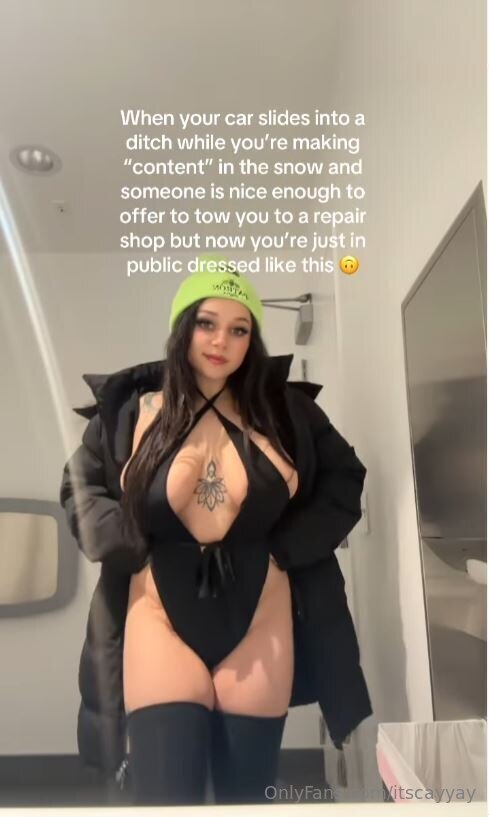 When your car slides into a
ditch while you’re making
“content” in the snow and
someone is nice enough to
offer to tow you to a repair
shop but now you’re just in
public dressed like this 🙃
OnlyFans.com/itscayyay